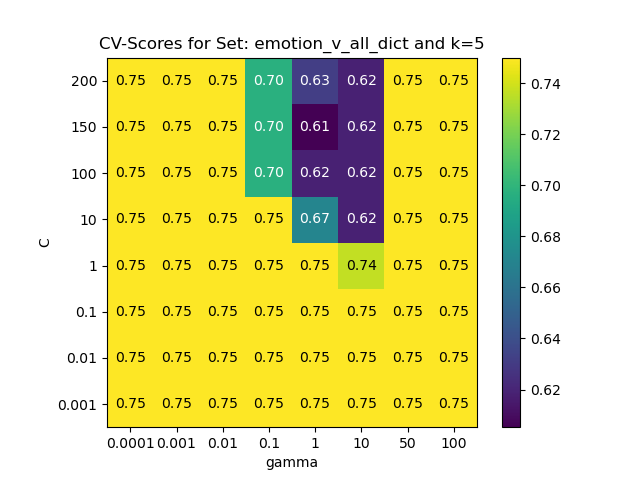 CV-Scores for Set: emotion_v_all_dict and k=5
200 0.75 0.75 0.75 0.70 0.63 0.62 0.75 0.75
150 0.75 0.75 0.75 0.70 0.61 0.62 0.75 0.75
100 0.75 0.75 0.75 0.70 0.62 0.62 0.75 0.75
10 0.75 0.75 0.75 0.75 0.67 0.62 0.75 0.75
C
1 0.75 0.75 0.75 0.75 0.75 0.74 0.75 0.75
0.1 0.75 0.75 0.75 0.75 0.75 0.75 0.75 0.75
0.01 0.75 0.75 0.75 0.75 0.75 0.75 0.75 0.75
0.001 0.75 0.75 0.75 0.75 0.75 0.75 0.75 0.75
0.0001 0.001 0.01 0.1 1 10 50 100
gamma
0.74
0.72
0.70
0.68
0.66
0.64
0.62